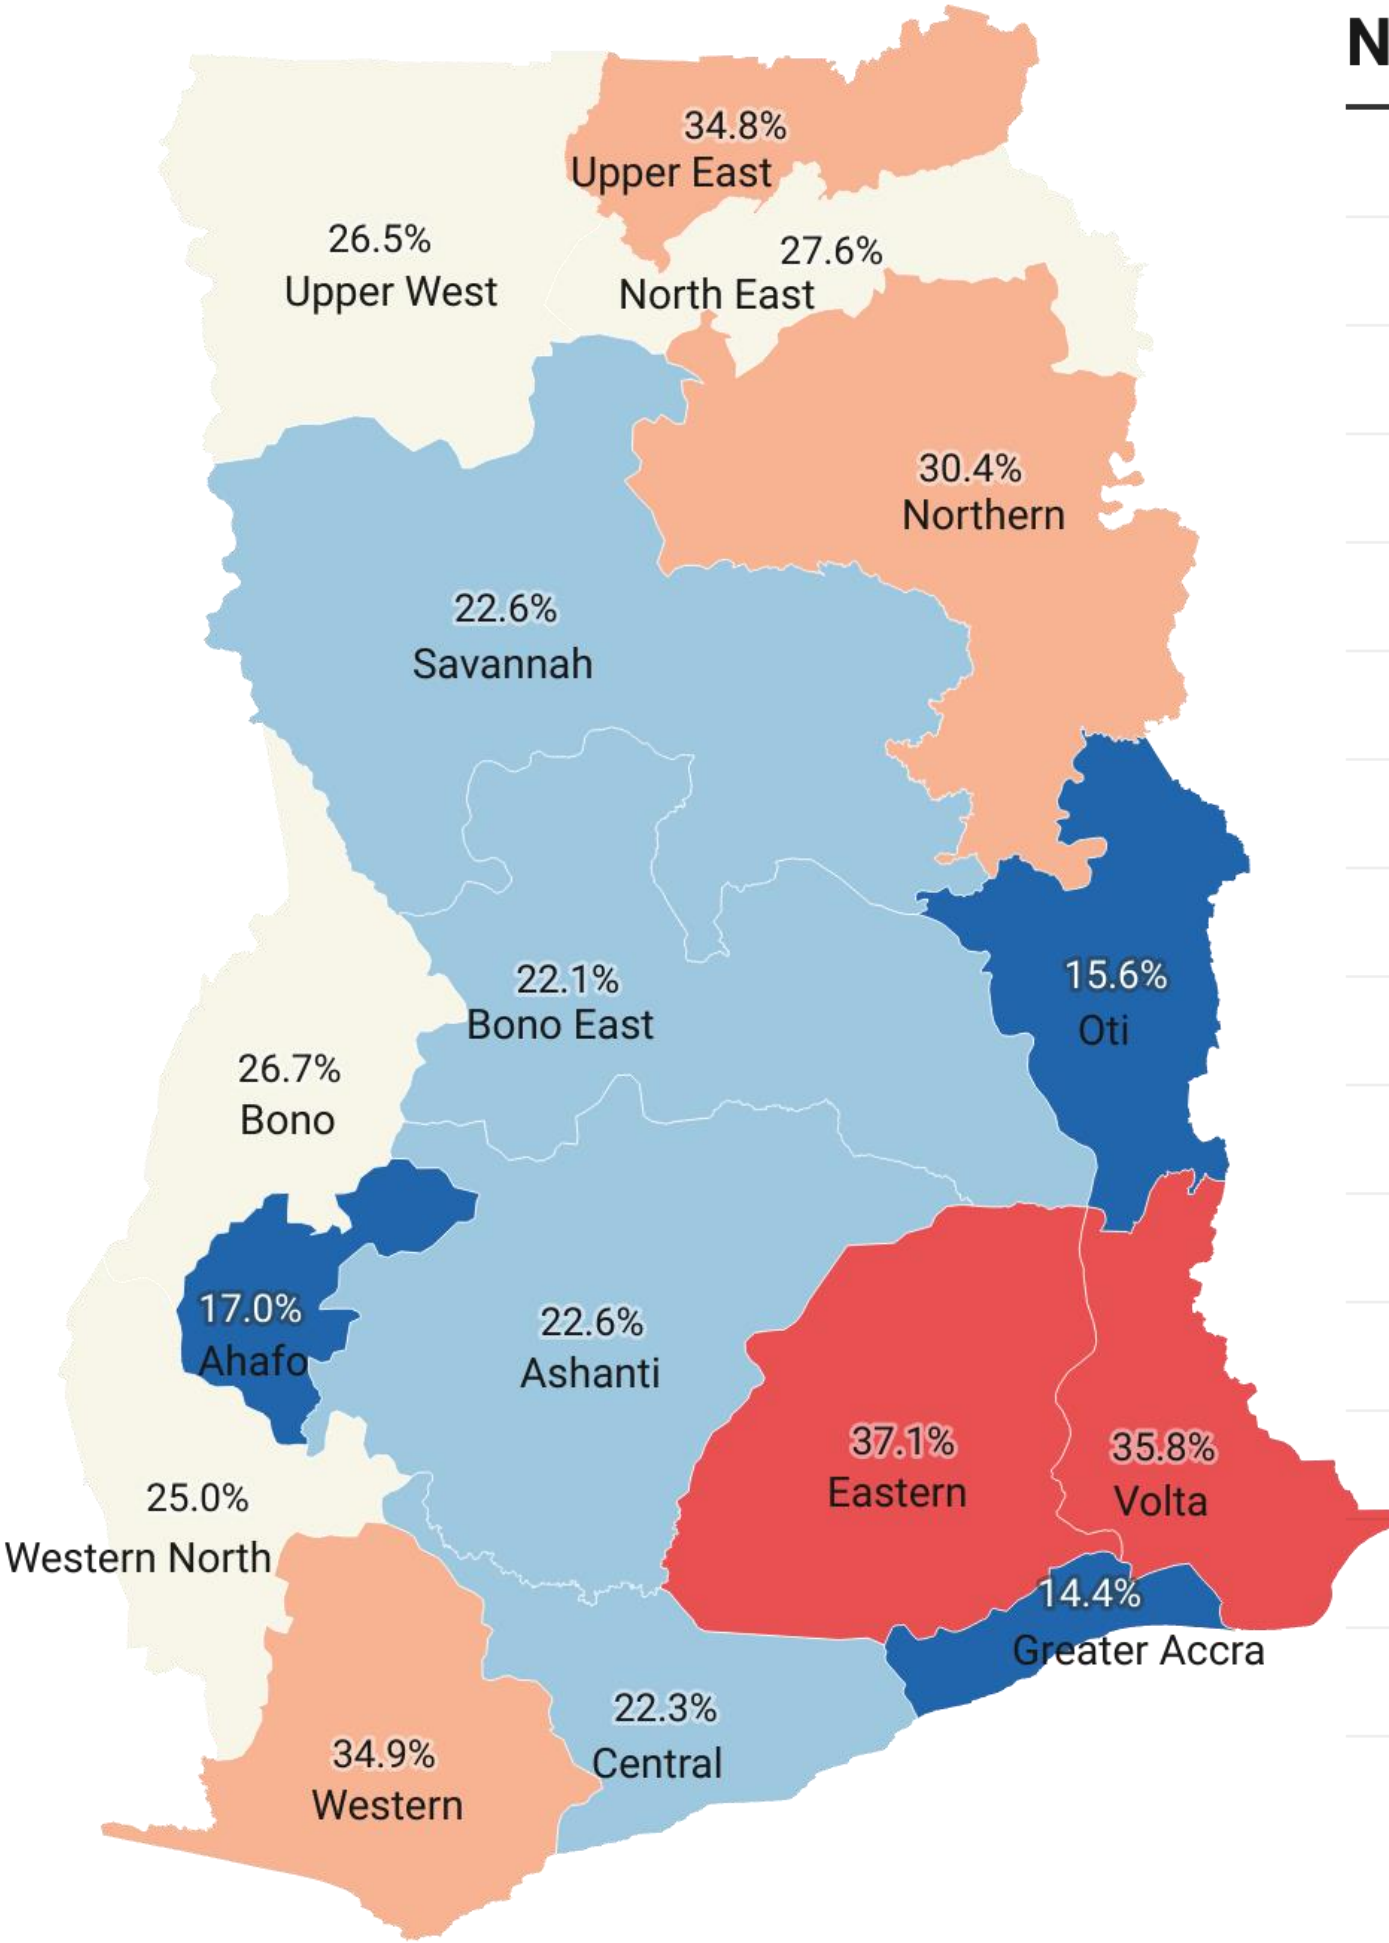 N
34.8%
Upper East
26.5%
Upper West
27.6%
North East
30.4%
Northern
22.6%
Savannah
15.6%
Oti
22.1%
Bono East
26.7%
Bono
17.0%
Ahafo
22.6%
Ashanti
37.1%
Eastern
35.8%
Volta
25.0%
Western North
14.4%
Greater Accra
22.3%
Central
34.9%
Western